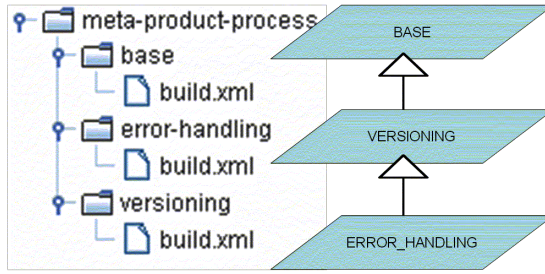 meta-product-process
base
build.xml
error-handling
build.xml
versioning
build.xml
BASE
VERSIONING
ERROR_HANDLING